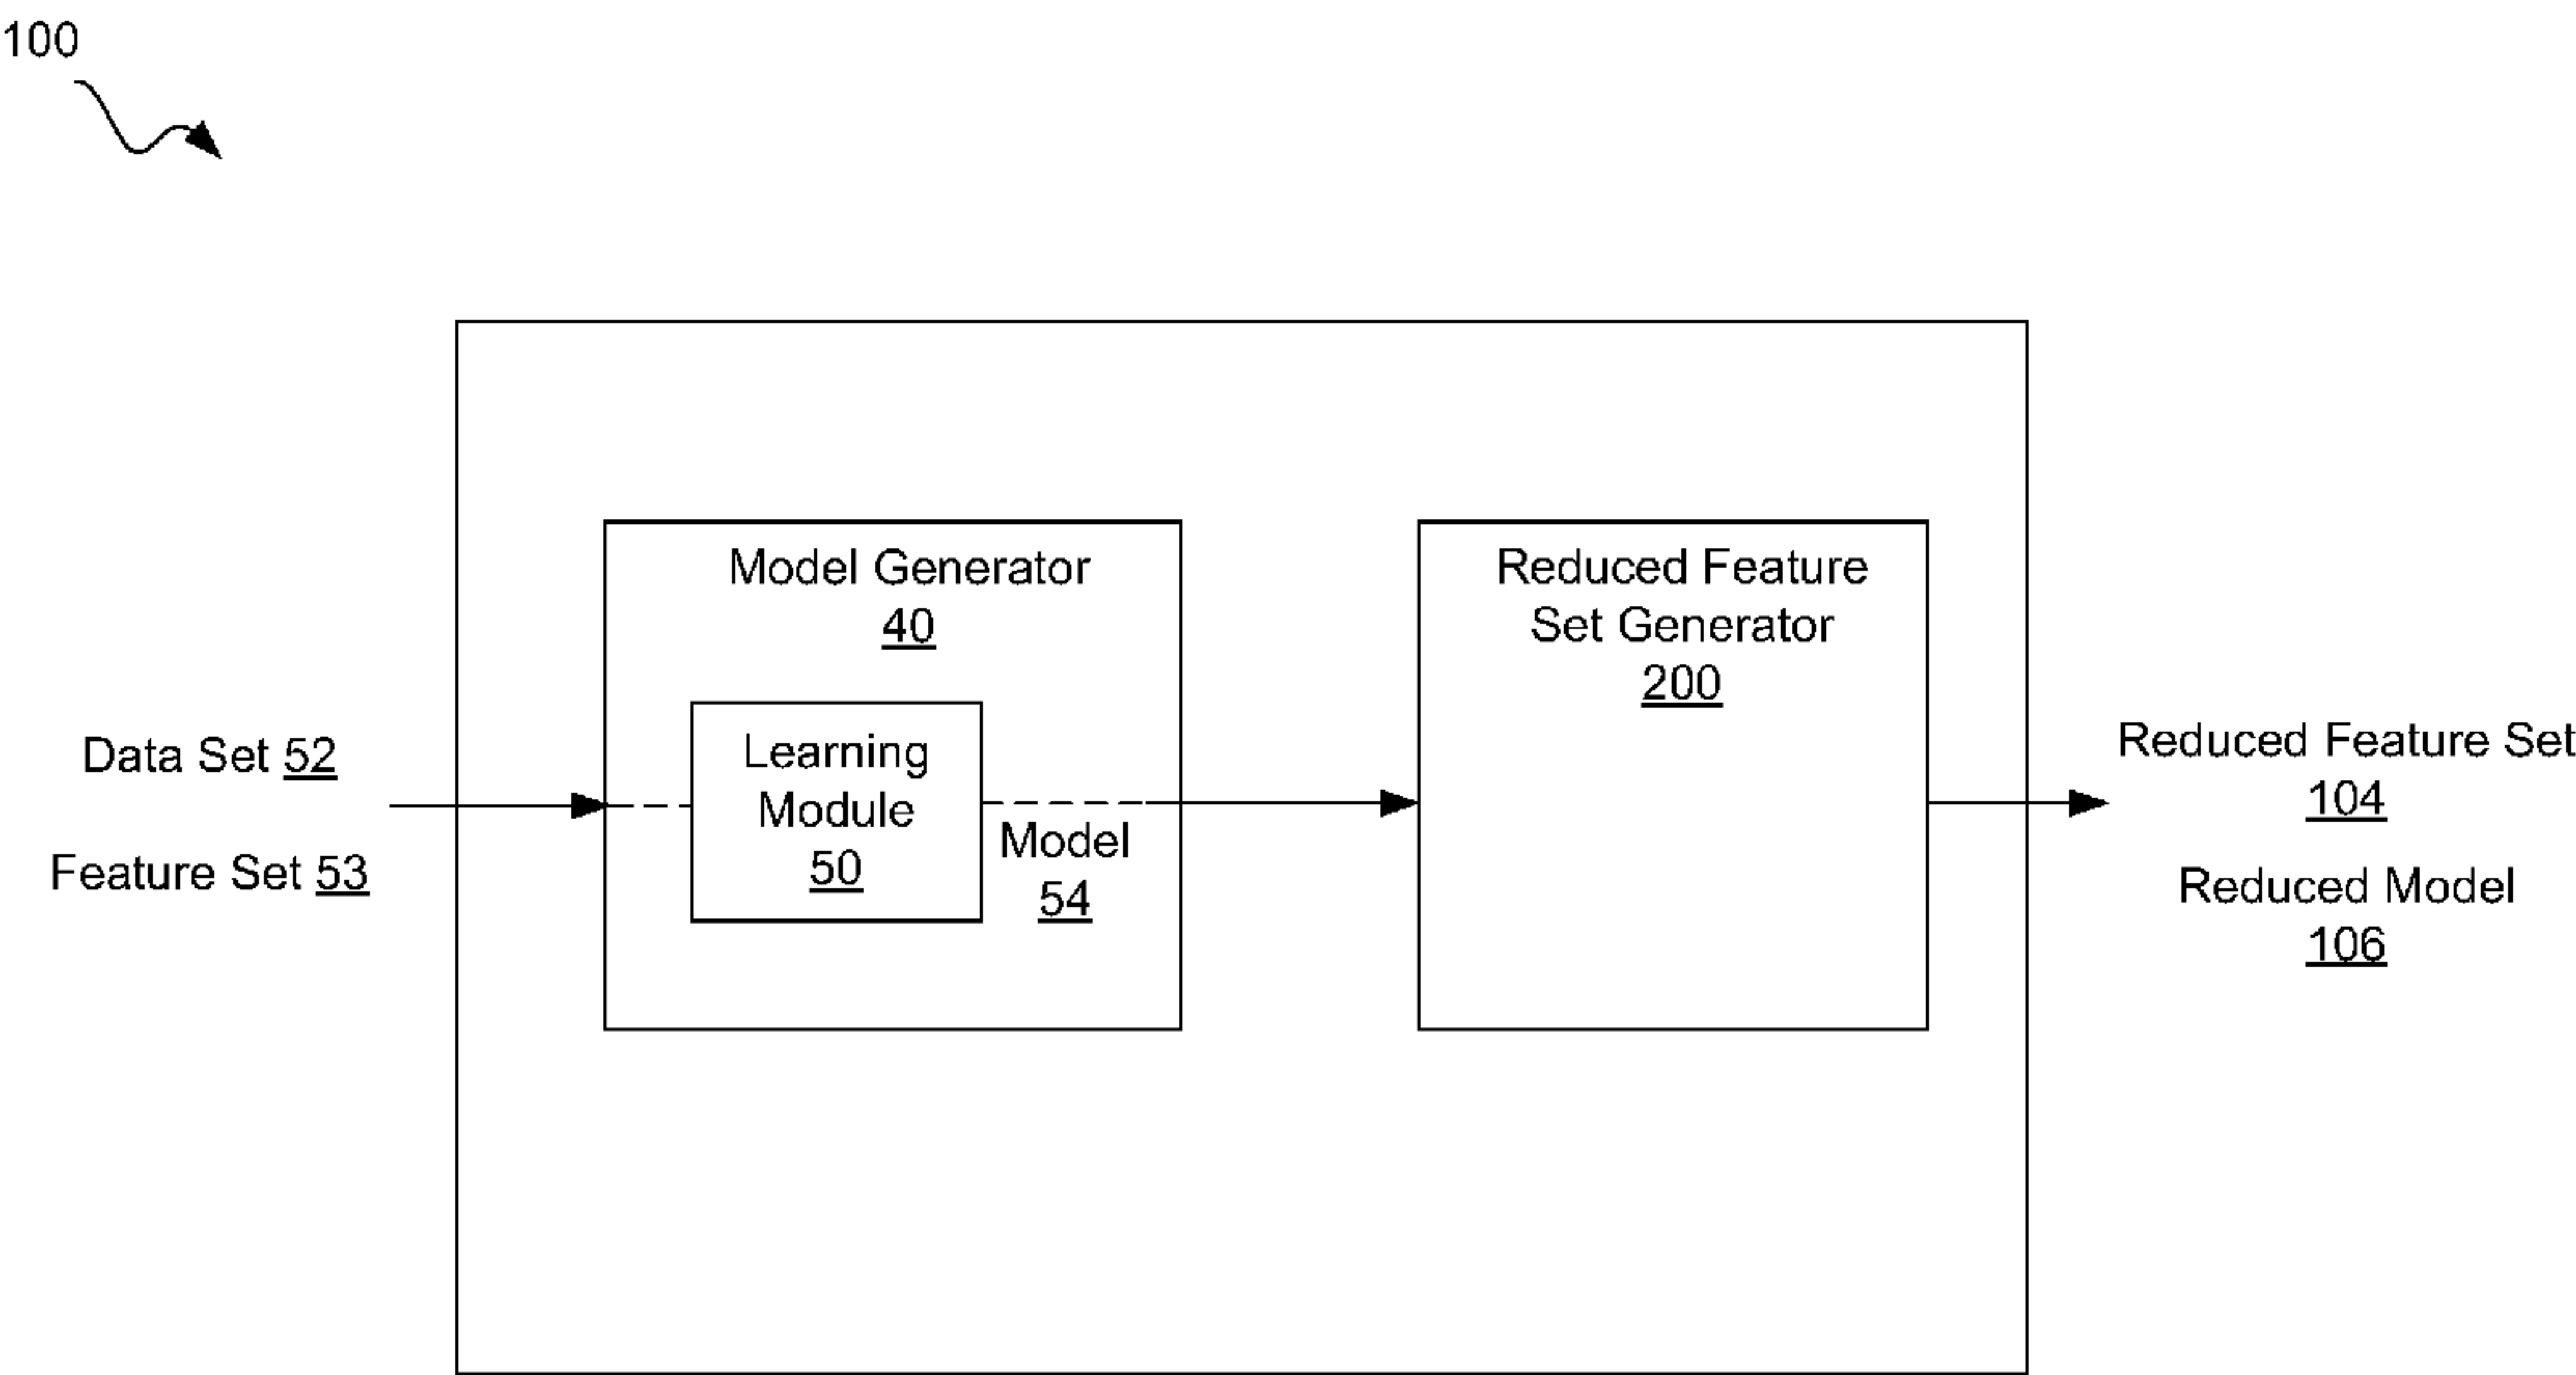 100
Model Generator
40
Reduced Feature
Set Generator
200
Data Set 52
Feature Set 53
Learning
Module
50
Model
54
Reduced Feature Set
104
Reduced Model
106